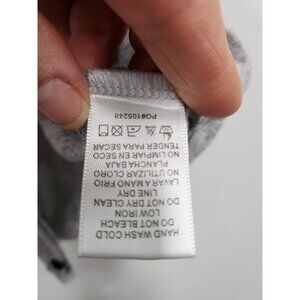 HAND WASH COLD
DO NOT BLEACH
LOW IRON
DO NOT DRY CLEAN
LINE DRY
LAVAR A MANO FRIO
NO UTILIZAR CLORO
PLANCHA BAJA
NO LIMPIAR EN SECO
TENDER PARA SECAR
PO#105248